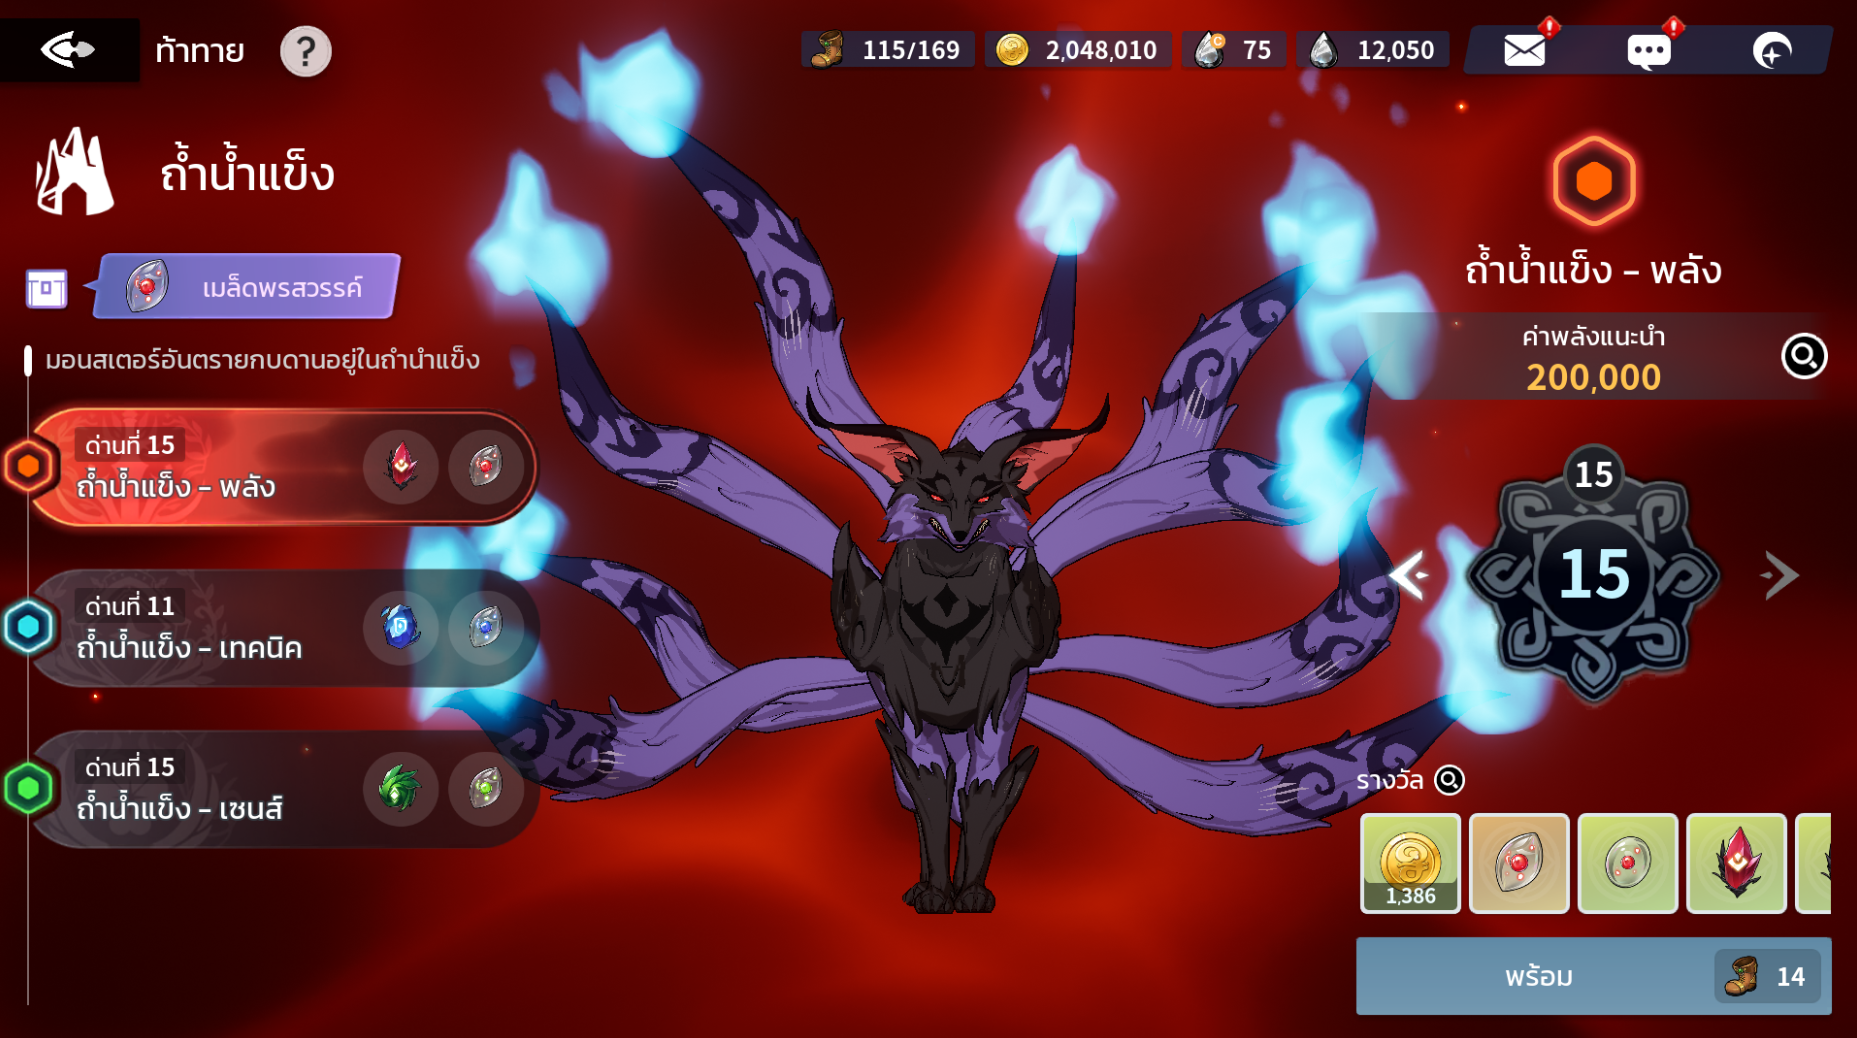 ท้าทาย
?
115/169
2,048,010
75
12,050
ถ้ำน้ำแข็ง
เมล็ดพรสวรรค์
มอนสเตอร์อันตรายกบดานอยู่ในถ้ำน้ำแข็ง
ด่านที่ 15
ถ้ำน้ำแข็ง - พลัง
ด่านที่ 11
ถ้ำน้ำแข็ง - เทคนิค
ด่านที่ 15
ถ้ำน้ำแข็ง - เซนส์
ถ้ำน้ำแข็ง - พลัง
ค่าพลังแนะนำ
200,000
15
15
รางวัล
1,386
พร้อม
14